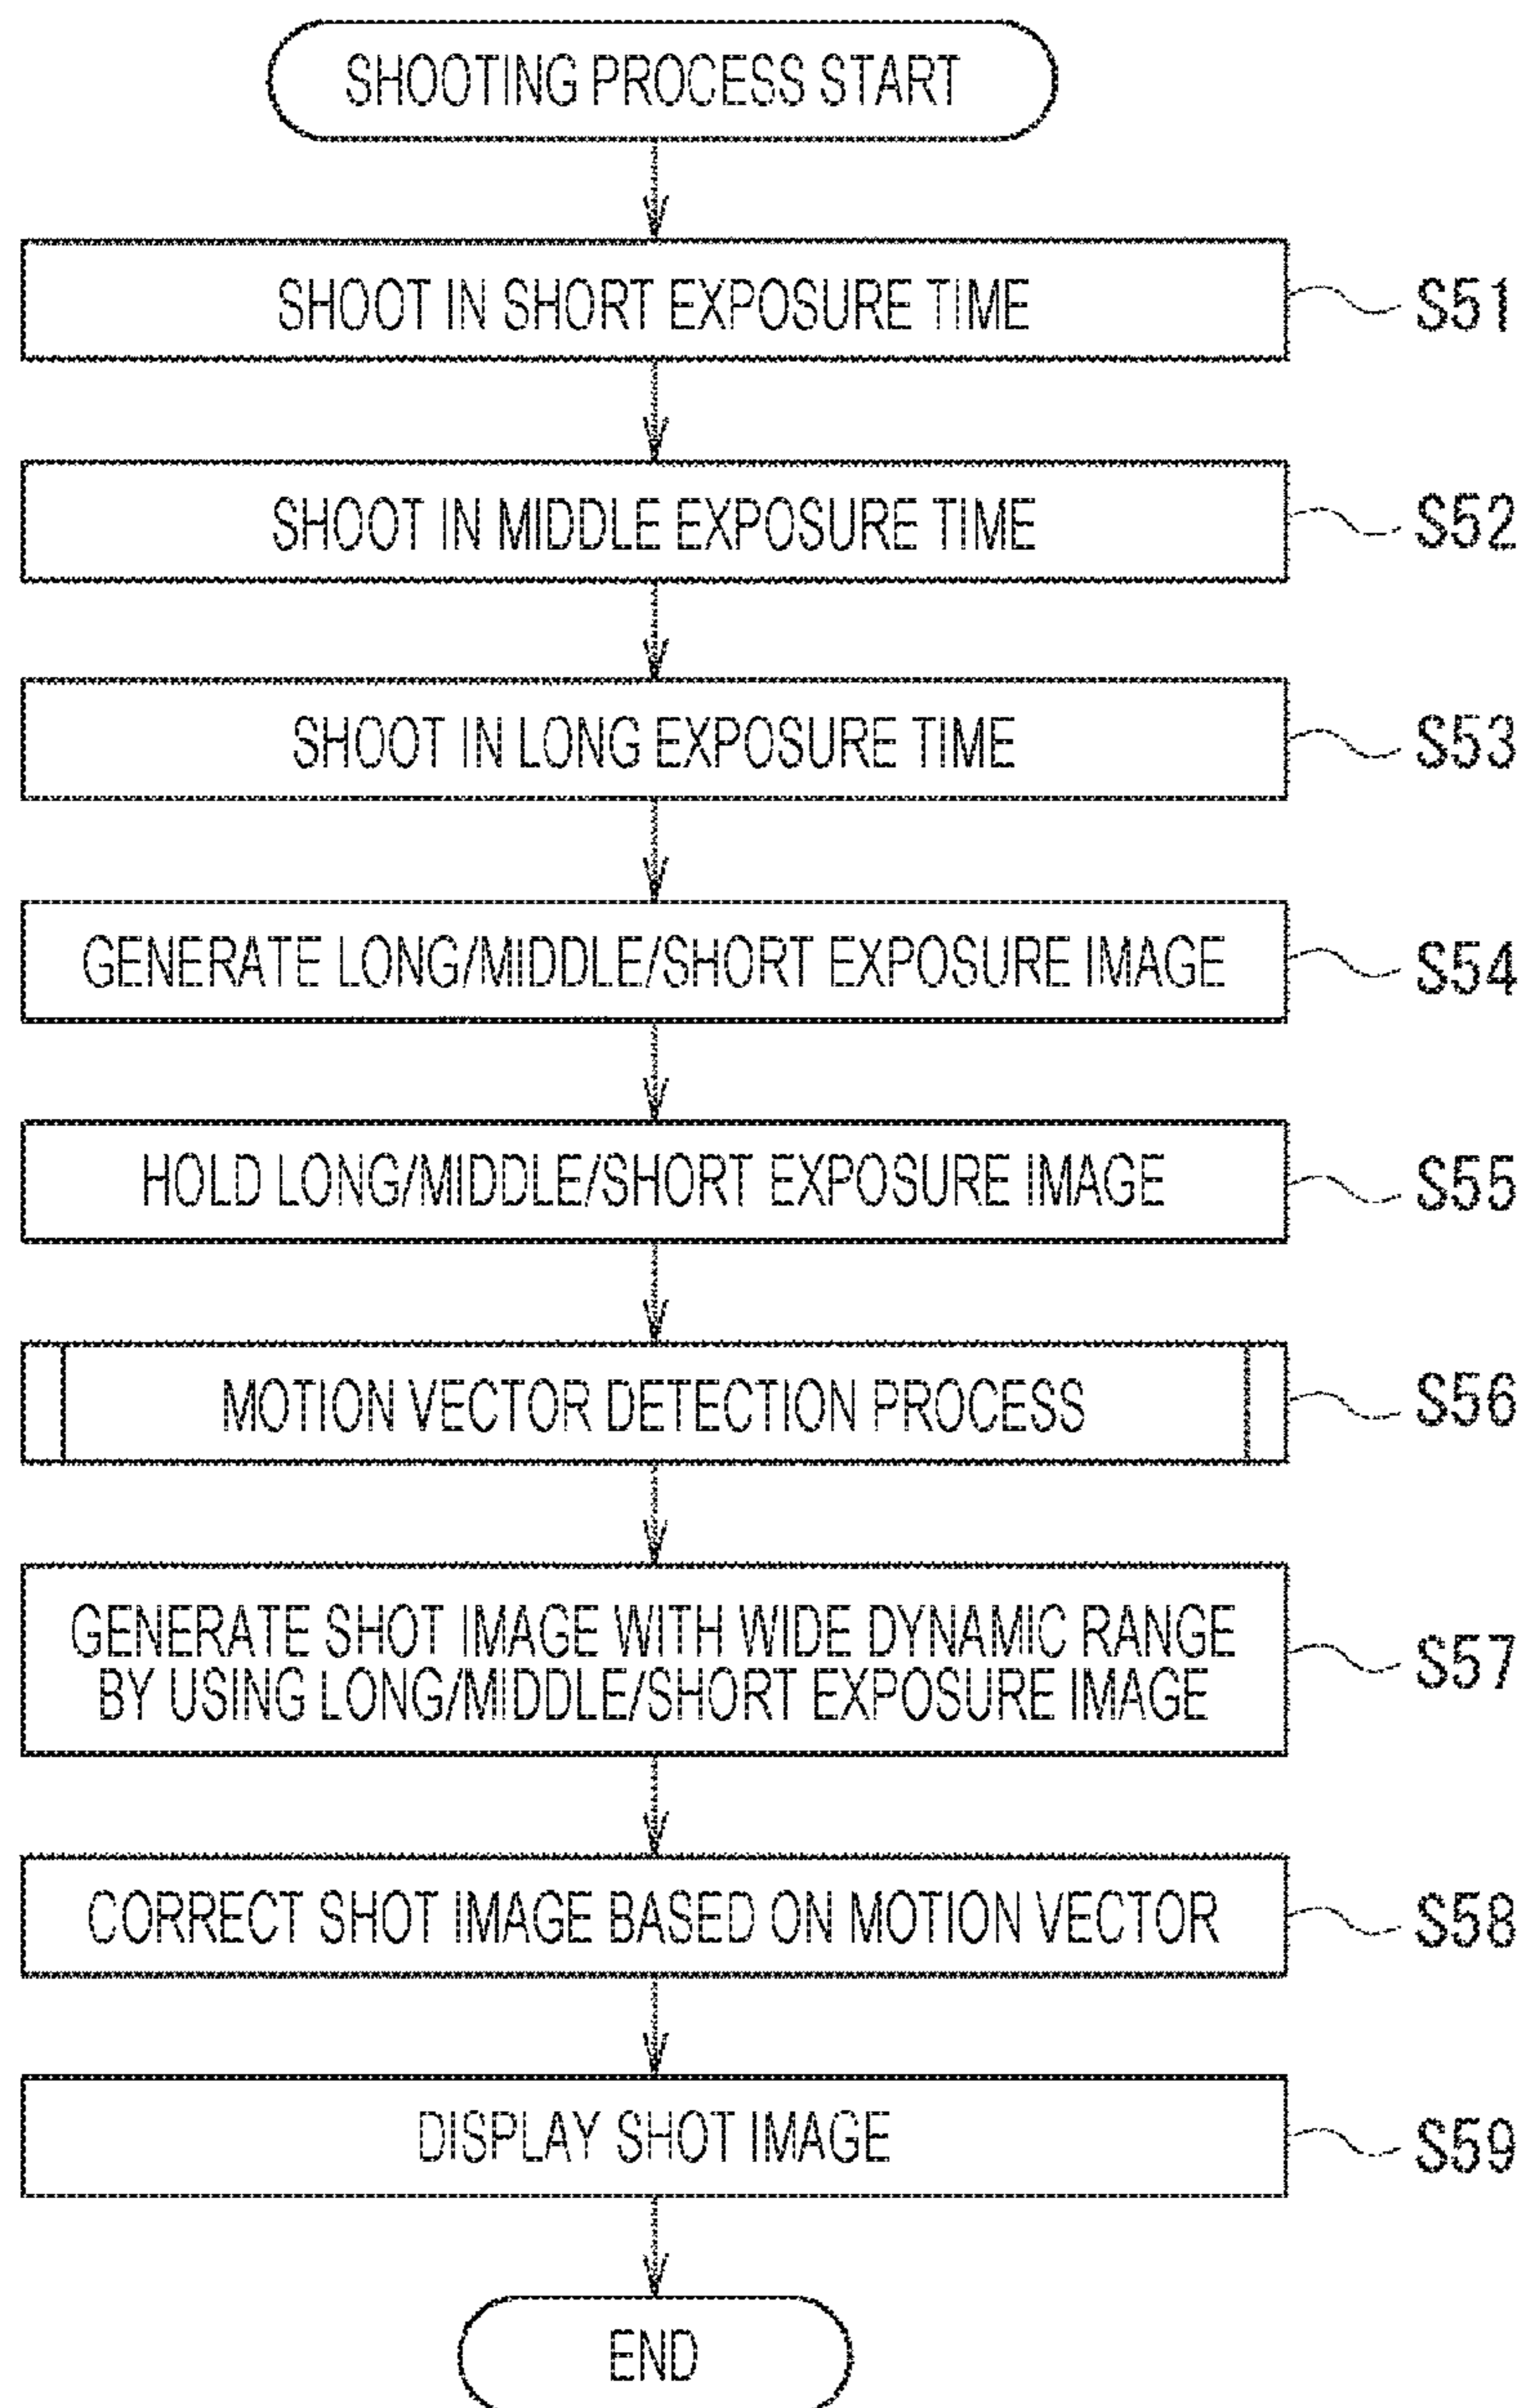 SHOOTING PROCESS START
SHOOT IN SHORT EXPOSURE TIME
S51
SHOOT IN MIDDLE EXPOSURE TIME
S52
SHOOT IN LONG EXPOSURE TIME
S53
GENERATE LONG/MIDDLE/SHORT EXPOSURE IMAGE
S54
HOLD LONG/MIDDLE/SHORT EXPOSURE IMAGE
S55
MOTION VECTOR DETECTION PROCESS
S56
GENERATE SHOT IMAGE WITH WIDE DYNAMIC RANGE
BY USING LONG/MIDDLE/SHORT EXPOSURE IMAGE
S57
CORRECT SHOT IMAGE BASED ON MOTION VECTOR
S58
DISPLAY SHOT IMAGE
S59
END